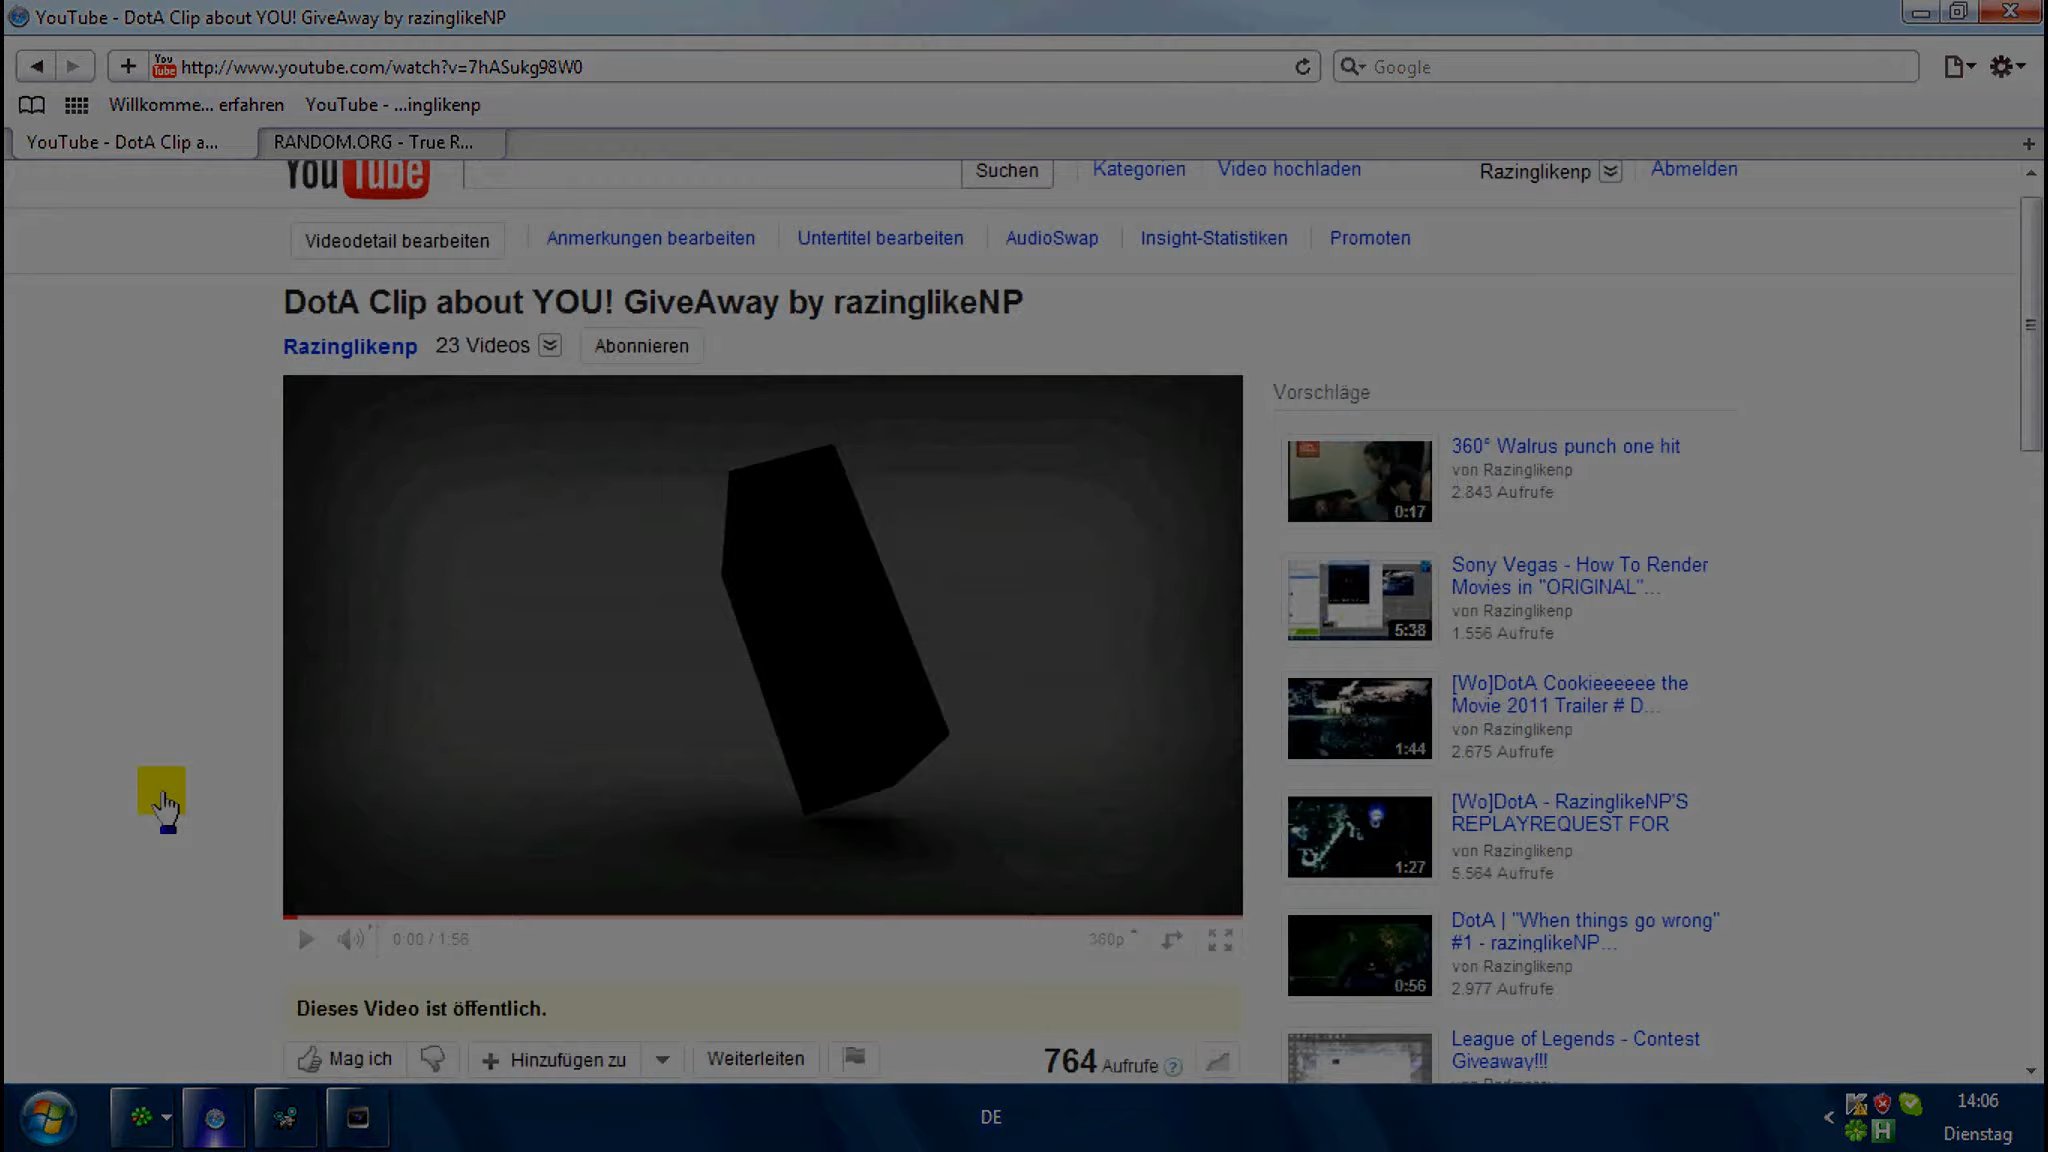 YouTube - DotA Clip about YOU! GiveAway by razinglikeNP
http://www.youtube.com/watch?v=7hASukg98W0
Google
Willkomme... erfahren
YouTube - ...inglikenp
YouTube - DotA Clip a...
RANDOM.ORG - True R...
YouTube
Suchen
Kategorien
Video hochladen
Razinglikenp
Abmelden
Videodetail bearbeiten
Anmerkungen bearbeiten
Untertitel bearbeiten
AudioSwap
Insight-Statistiken
Promoten
DotA Clip about YOU! GiveAway by razinglikeNP
Razinglikenp
23 Videos
Abonnieren
Vorschläge
360° Walrus punch one hit
von Razinglikenp
2.843 Aufrufe
0:17
Sony Vegas - How To Render
Movies in "ORIGINAL"...
von Razinglikenp
1.556 Aufrufe
5:38
[Wo]DotA Cookieeeeee the
Movie 2011 Trailer # D...
von Razinglikenp
2.675 Aufrufe
1:44
[Wo]DotA - RazinglikeNP'S
REPLAYREQUEST FOR
von Razinglikenp
5.564 Aufrufe
1:27
DotA | "When things go wrong"
#1 - razinglikeNP...
von Razinglikenp
2.977 Aufrufe
0:56
League of Legends - Contest
Giveaway!!!
0:00 / 1:56
360p
Dieses Video ist öffentlich.
Mag ich
Hinzufügen zu
Weiterleiten
764 Aufrufe
DE
14:06
Dienstag